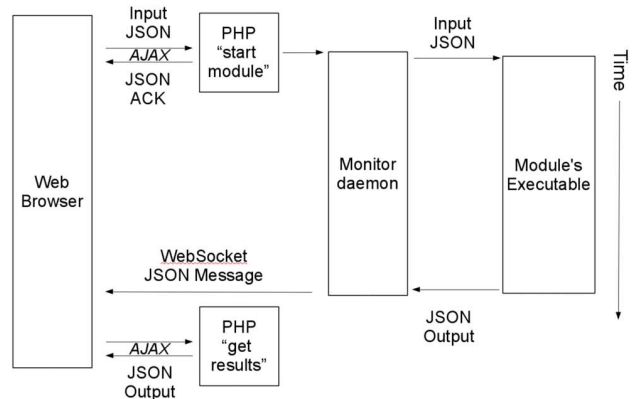 Input
JSON
AJAX
JSON
ACK
PHP
“start
module”
Input
JSON
Time
Web
Browser
Monitor
daemon
Module's
Executable
WebSocket
JSON Message
JSON
Output
PHP
“get
results”
AJAX
JSON
Output